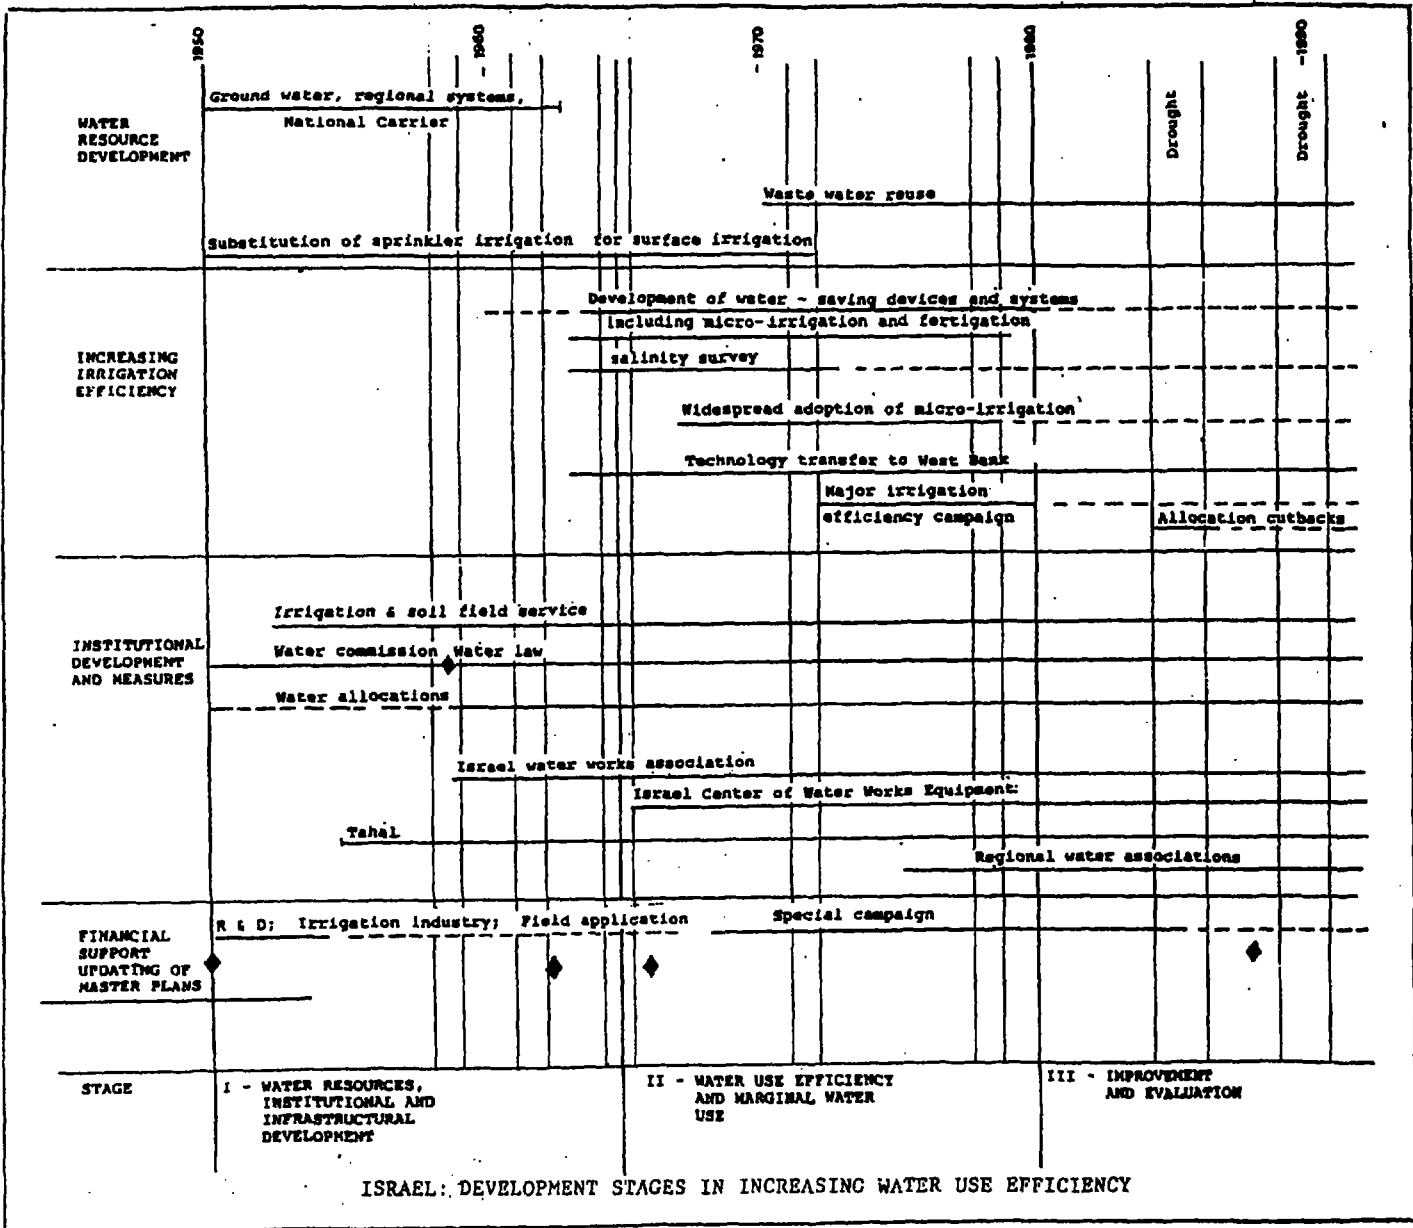 1950
- 1960
- 1970
1980
- 1990
WATER
RESOURCE
DEVELOPMENT
Ground water, regional systems,
National Carrier
Drought
Drought
Waste water reuse
Substitution of sprinkler irrigation for surface irrigation
INCREASING
IRRIGATION
EFFICIENCY
Development of water - saving devices and systems
including micro-irrigation and fertigation
salinity survey
Widespread adoption of micro-irrigation
Technology transfer to West Bank
Major irrigation
efficiency campaign
Allocation cutbacks
INSTITUTIONAL
DEVELOPMENT
AND MEASURES
Irrigation & soil field service
Water commission Water law
Water allocations
Israel water works association
Israel Center of Water Works Equipment
Tahal
Regional water associations
FINANCIAL
SUPPORT
UPDATING OF
MASTER PLANS
R & D; Irrigation industry; Field application
Special campaign
STAGE
I - WATER RESOURCES,
INSTITUTIONAL AND
INFRASTRUCTURAL
DEVELOPMENT
II - WATER USE EFFICIENCY
AND MARGINAL WATER
USE
III - IMPROVEMENT
AND EVALUATION
ISRAEL: DEVELOPMENT STAGES IN INCREASING WATER USE EFFICIENCY